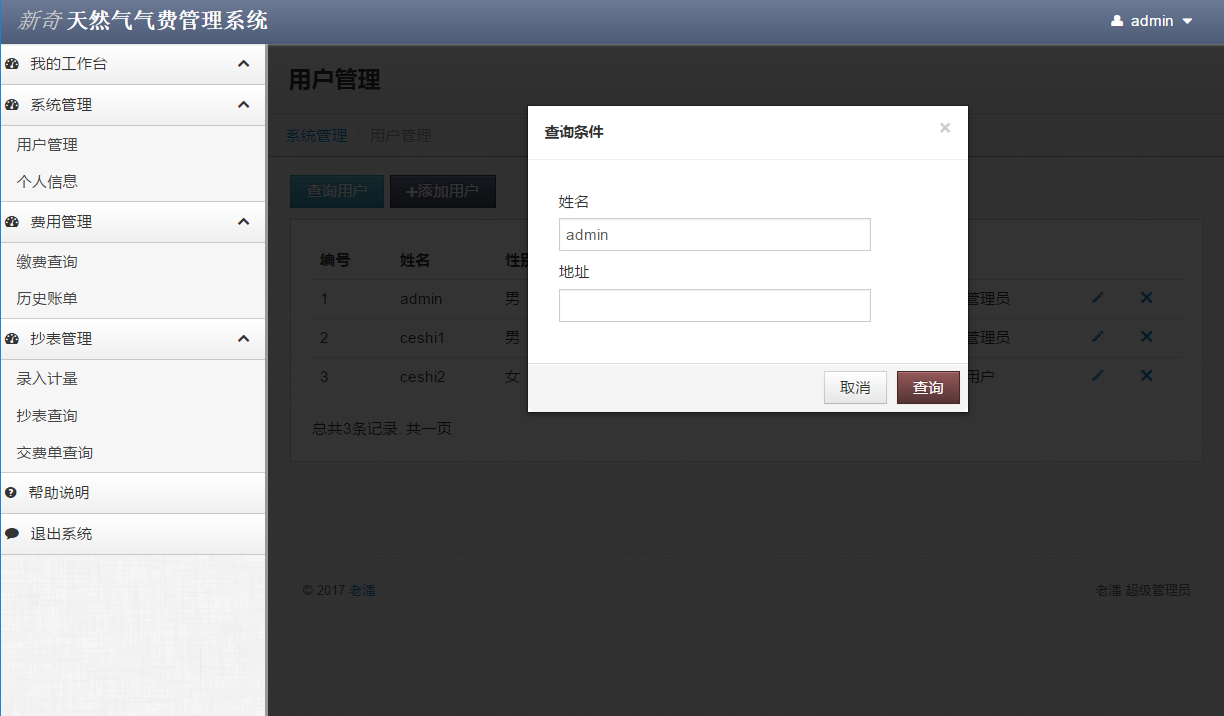 新奇 天然气气费管理系统
admin
我的工作台
系统管理
用户管理
个人信息
费用管理
缴费查询
历史账单
抄表管理
录入计量
抄表查询
交费单查询
帮助说明
退出系统
用户管理
系统管理 / 用户管理
查询用户 +添加用户
编号 姓名 性别
1 admin 男 管理员
2 ceshi1 男 管理员
3 ceshi2 女 用户
总共3条记录. 共一页
查询条件 ×
姓名
admin
地址
取消 查询
© 2017 老潘
老潘 超级管理员